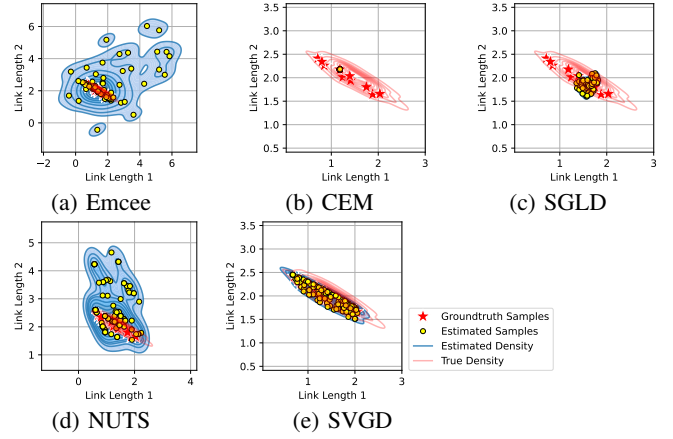 6
4
2
0
−2
0
2
4
6
Link Length 2
Link Length 1
(a) Emcee
3.5
3.0
2.5
2.0
1.5
1.0
0.5
0
1
2
3
Link Length 2
Link Length 1
(b) CEM
3.5
3.0
2.5
2.0
1.5
1.0
0.5
0
1
2
3
Link Length 2
Link Length 1
(c) SGLD
5
4
3
2
1
0
2
4
Link Length 2
Link Length 1
(d) NUTS
3.5
3.0
2.5
2.0
1.5
1.0
0.5
0
1
2
3
Link Length 2
Link Length 1
(e) SVGD
Groundtruth Samples
Estimated Samples
Estimated Density
True Density